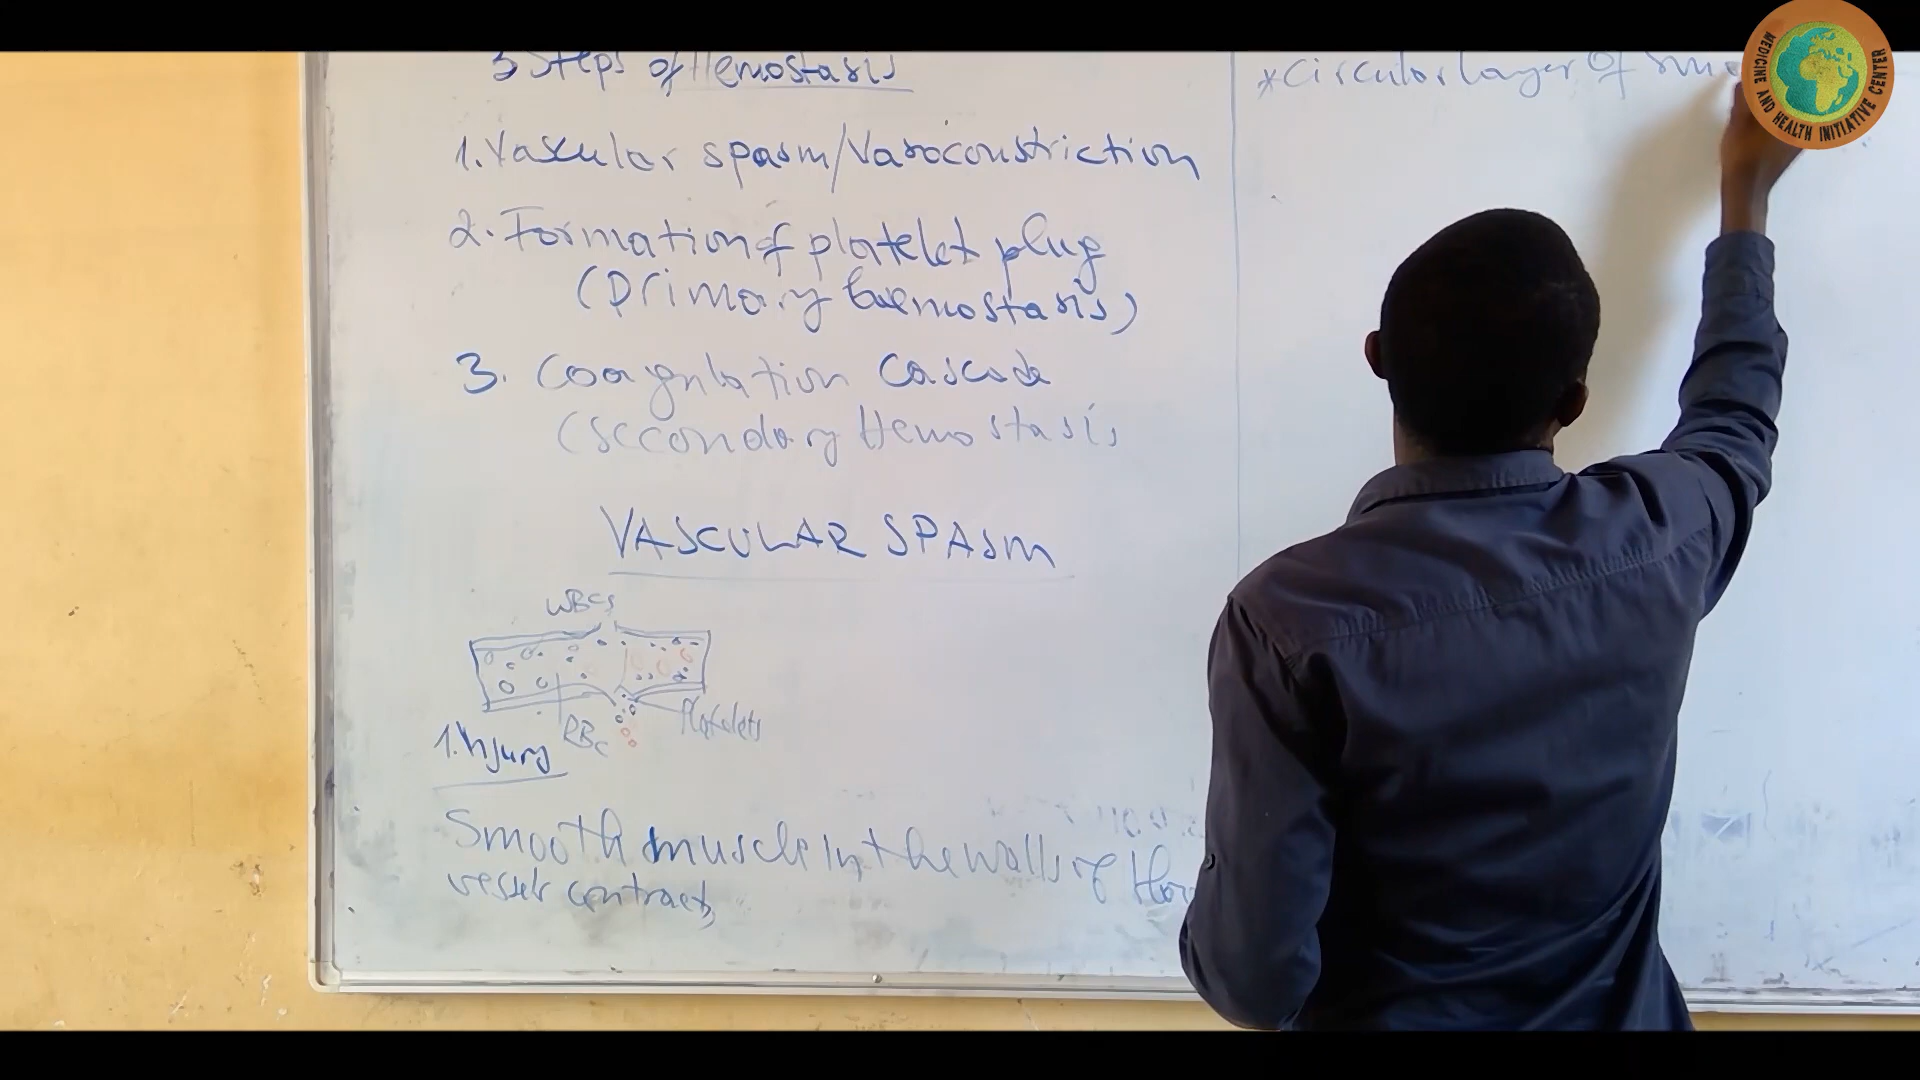 3 Steps of Hemostasis
1. Vascular spasm/Vasoconstriction
2. Formation of platelet plug
(Primary haemostasis)
3. Coagulation Cascade
(Secondary Hemostasis
VASCULAR SPASM
WBCs
Platelets
RBC
1. Injury
Smooth muscle in the walls of
vessels contracts
*Circular layer of
MEDICINE AND HEALTH INITIATIVE CENTER